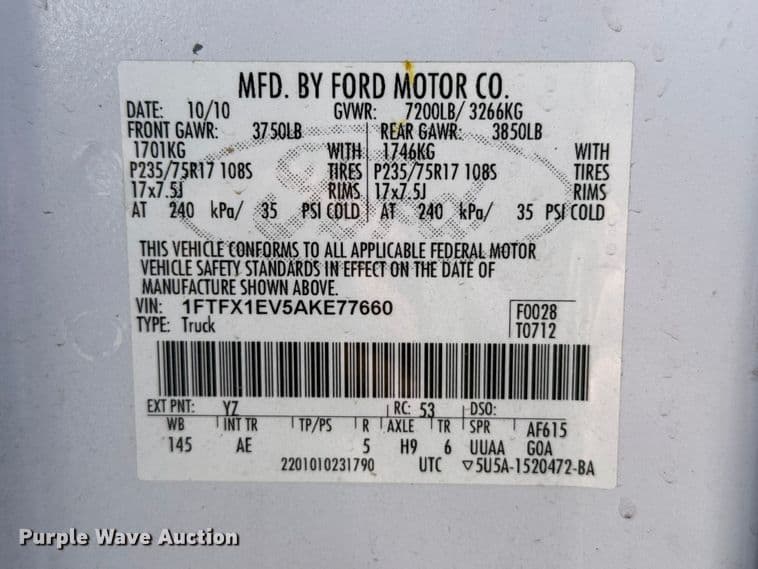 MFD. BY FORD MOTOR CO.
DATE: 10/10 GVWR: 7200LB/ 3266KG
FRONT GAWR: 3750LB REAR GAWR: 3850LB
1701KG WITH 1746KG WITH
P235/75R17 108S TIRES P235/75R17 108S TIRES
17x7.5J RIMS 17x7.5J RIMS
AT 240 kPa/ 35 PSI COLD AT 240 kPa/ 35 PSI COLD
THIS VEHICLE CONFORMS TO ALL APPLICABLE FEDERAL MOTOR
VEHICLE SAFETY STANDARDS IN EFFECT ON THE DATE OF
MANUFACTURE SHOWN ABOVE.
VIN: 1FTFX1EV5AKE77660 F0028
TYPE: Truck T0712
EXT PNT: YZ RC: 53 DSO:
WB INT TR TP/PS R AXLE TR SPR AF615
145 AE 5 H9 6 UUAA GOA
2201010231790 UTC ▽5U5A-1520472-BA
Ford
Purple Wave Auction